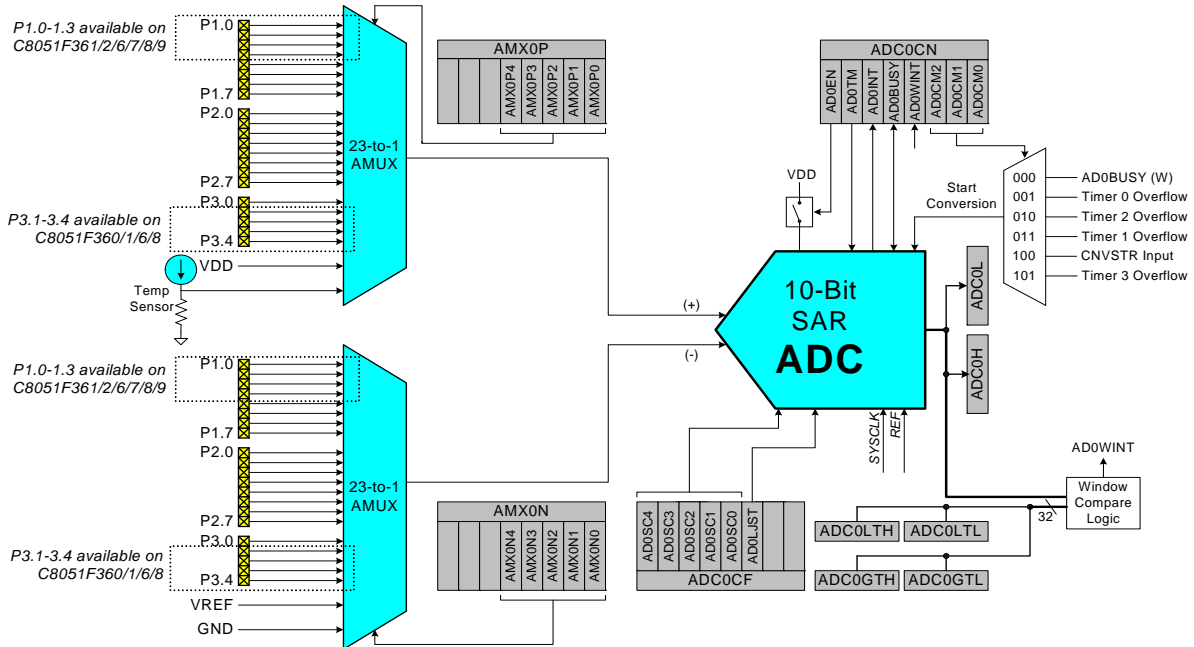 P1.0-1.3 available on
C8051F361/2/6/7/8/9
P1.0
P1.7
P2.0
P2.7
P3.0
P3.1-3.4 available on
C8051F360/1/6/8
P3.4
VDD
Temp
Sensor
23-to-1
AMUX
AMX0P
AMX0P4
AMX0P3
AMX0P2
AMX0P1
AMX0P0
ADC0CN
AD0EN
AD0TM
AD0INT
AD0BUSY
AD0WINT
AD0CM2
AD0CM1
AD0CM0
VDD
Start
Conversion
000
AD0BUSY (W)
001
Timer 0 Overflow
010
Timer 2 Overflow
011
Timer 1 Overflow
100
CNVSTR Input
101
Timer 3 Overflow
(+)
(-)
10-Bit
SAR
ADC
ADC0L
ADC0H
SYSCLK
REF
P1.0-1.3 available on
C8051F361/2/6/7/8/9
P1.0
P1.7
P2.0
P2.7
P3.0
P3.1-3.4 available on
C8051F360/1/6/8
P3.4
VREF
GND
23-to-1
AMUX
AMX0N
AMX0N4
AMX0N3
AMX0N2
AMX0N1
AMX0N0
AD0SC4
AD0SC3
AD0SC2
AD0SC1
AD0SC0
AD0LJST
ADC0CF
AD0WINT
Window
Compare
Logic
32
ADC0LTH
ADC0LTL
ADC0GTH
ADC0GTL